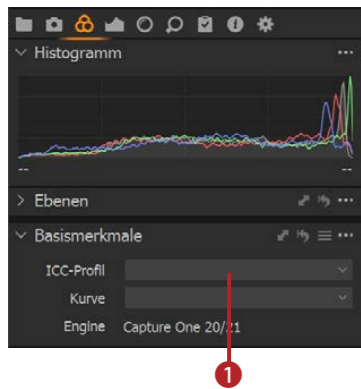 Histogramm
--
--
Ebenen
Basismerkmale
ICC-Profil
Kurve
Engine Capture One 20/21
1